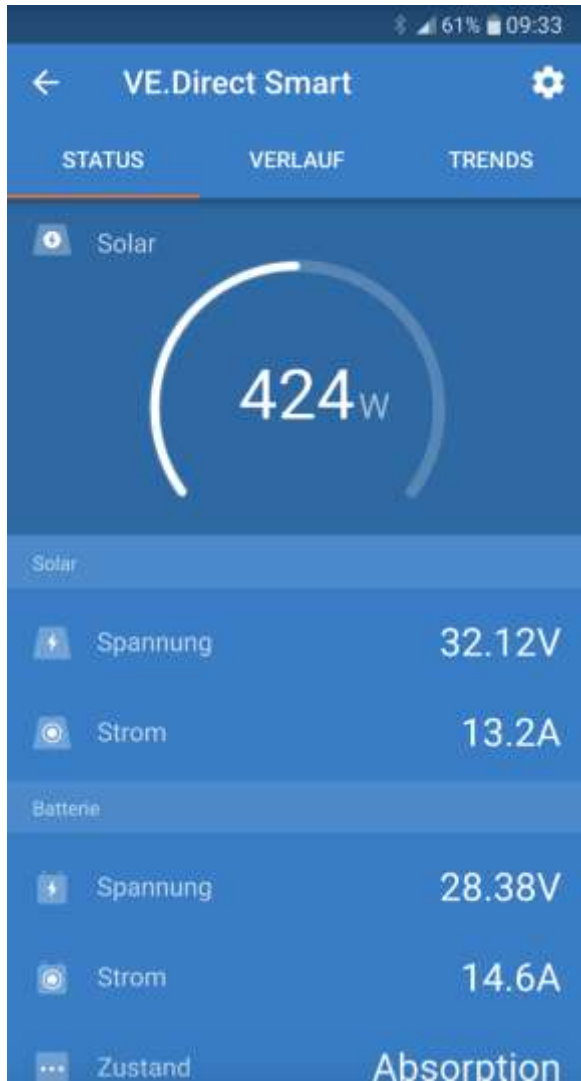 61% 09:33
VE.Direct Smart
STATUS VERLAUF TRENDS
Solar
424W
Solar
Spannung 32.12V
Strom 13.2A
Batterie
Spannung 28.38V
Strom 14.6A
Zustand Absorption